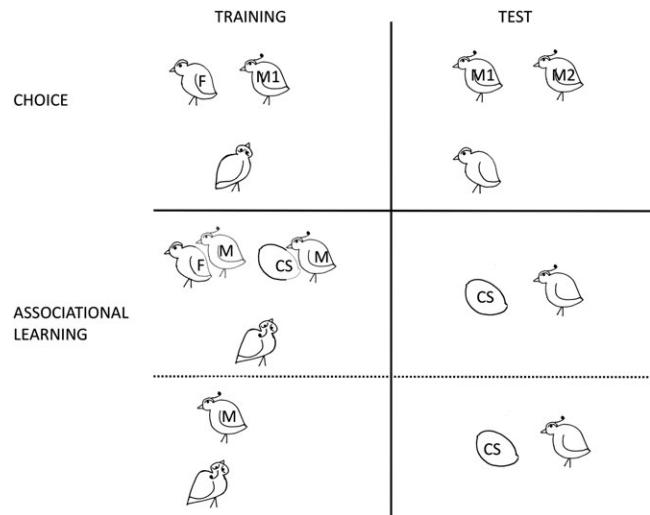 TRAINING TEST
F M1 M1 M2
CHOICE
F M CS M
CS
ASSOCIATIONAL
LEARNING
M
CS